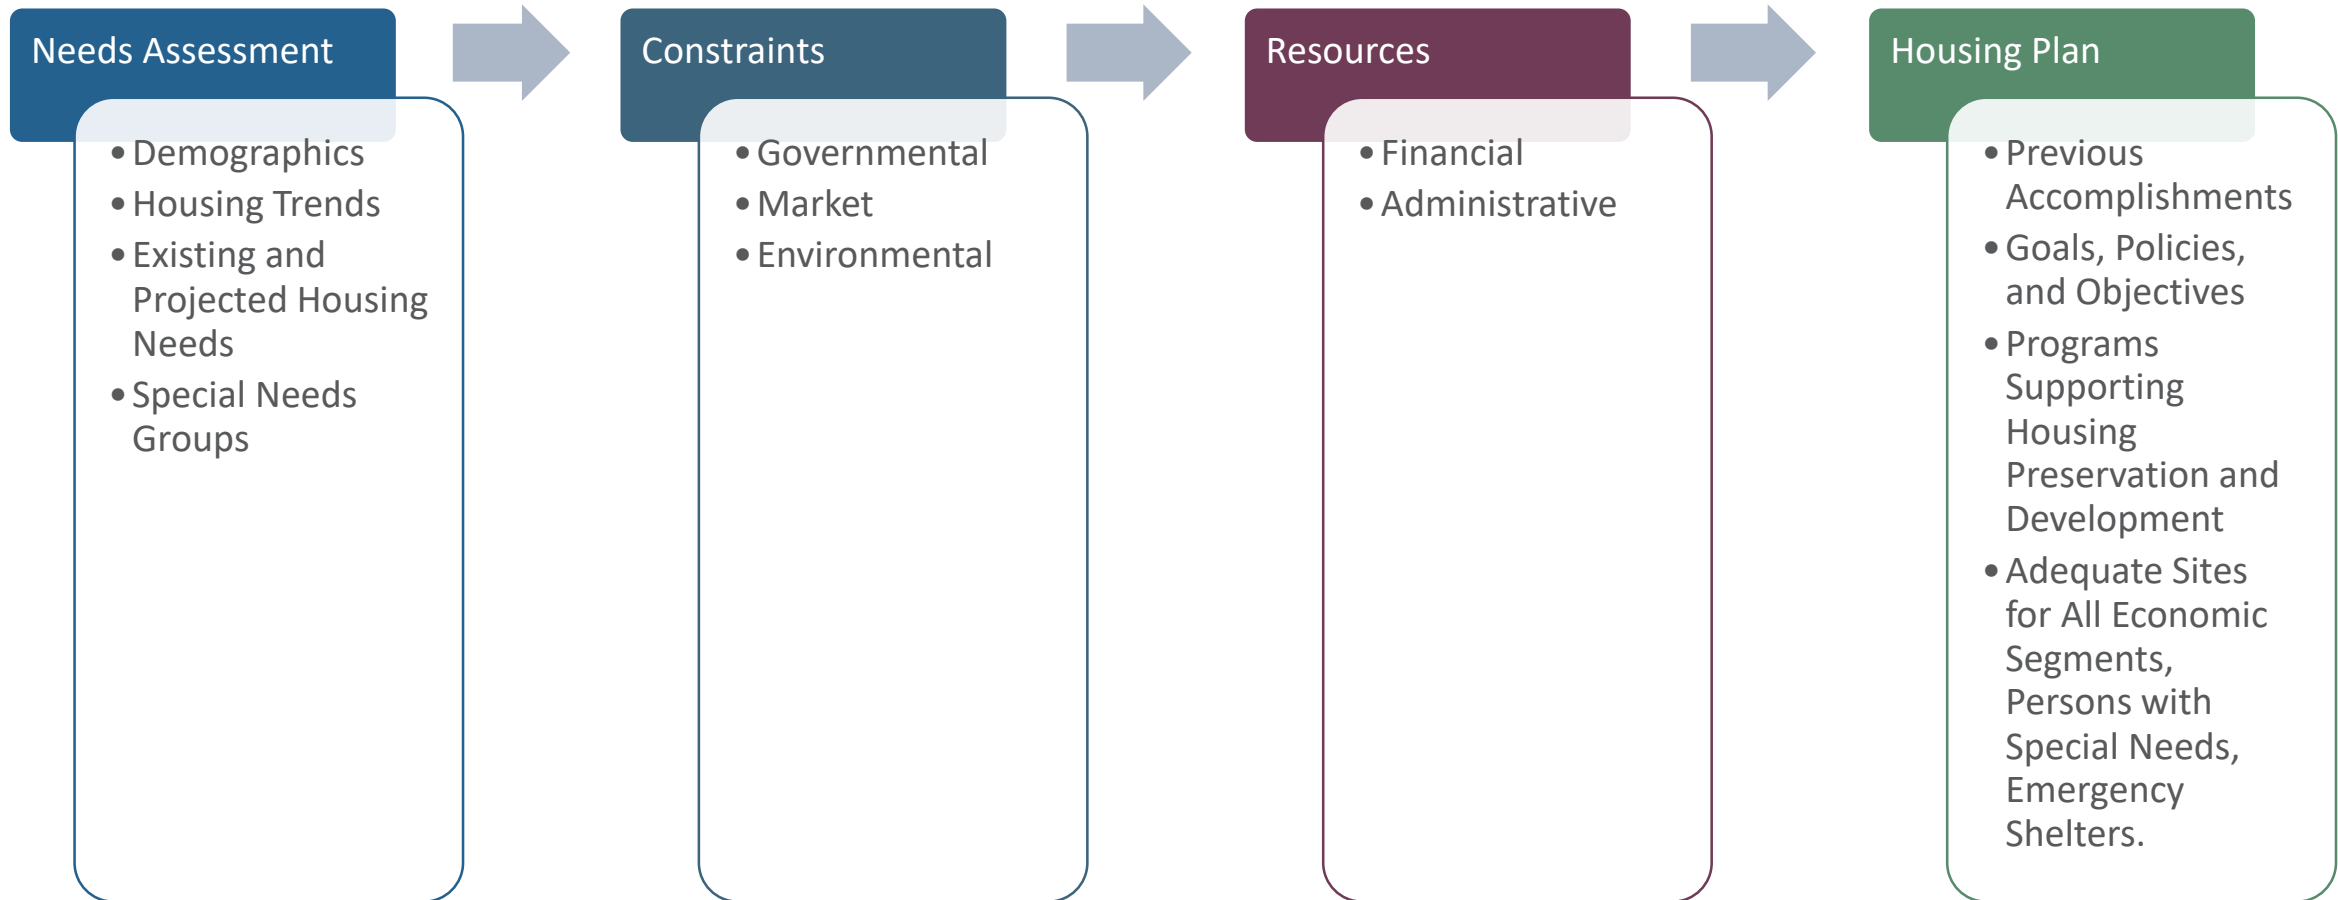 Needs Assessment
• Demographics
• Housing Trends
• Existing and
Projected Housing
Needs
• Special Needs
Groups
Constraints
• Governmental
• Market
• Environmental
Resources
• Financial
• Administrative
Housing Plan
• Previous
Accomplishments
• Goals, Policies,
and Objectives
• Programs
Supporting
Housing
Preservation and
Development
• Adequate Sites
for All Economic
Segments,
Persons with
Special Needs,
Emergency
Shelters.